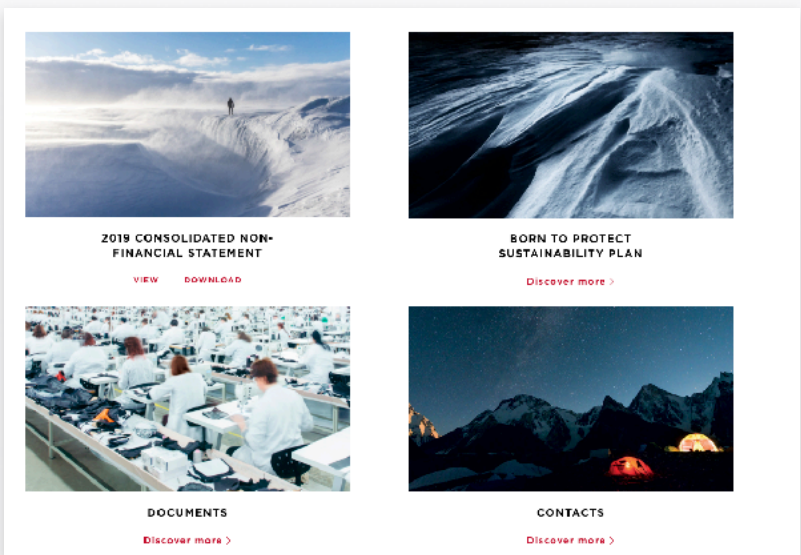 2019 CONSOLIDATED NON-
FINANCIAL STATEMENT
VIEW DOWNLOAD
BORN TO PROTECT
SUSTAINABILITY PLAN
Discover more >
DOCUMENTS
Discover more >
CONTACTS
Discover more >